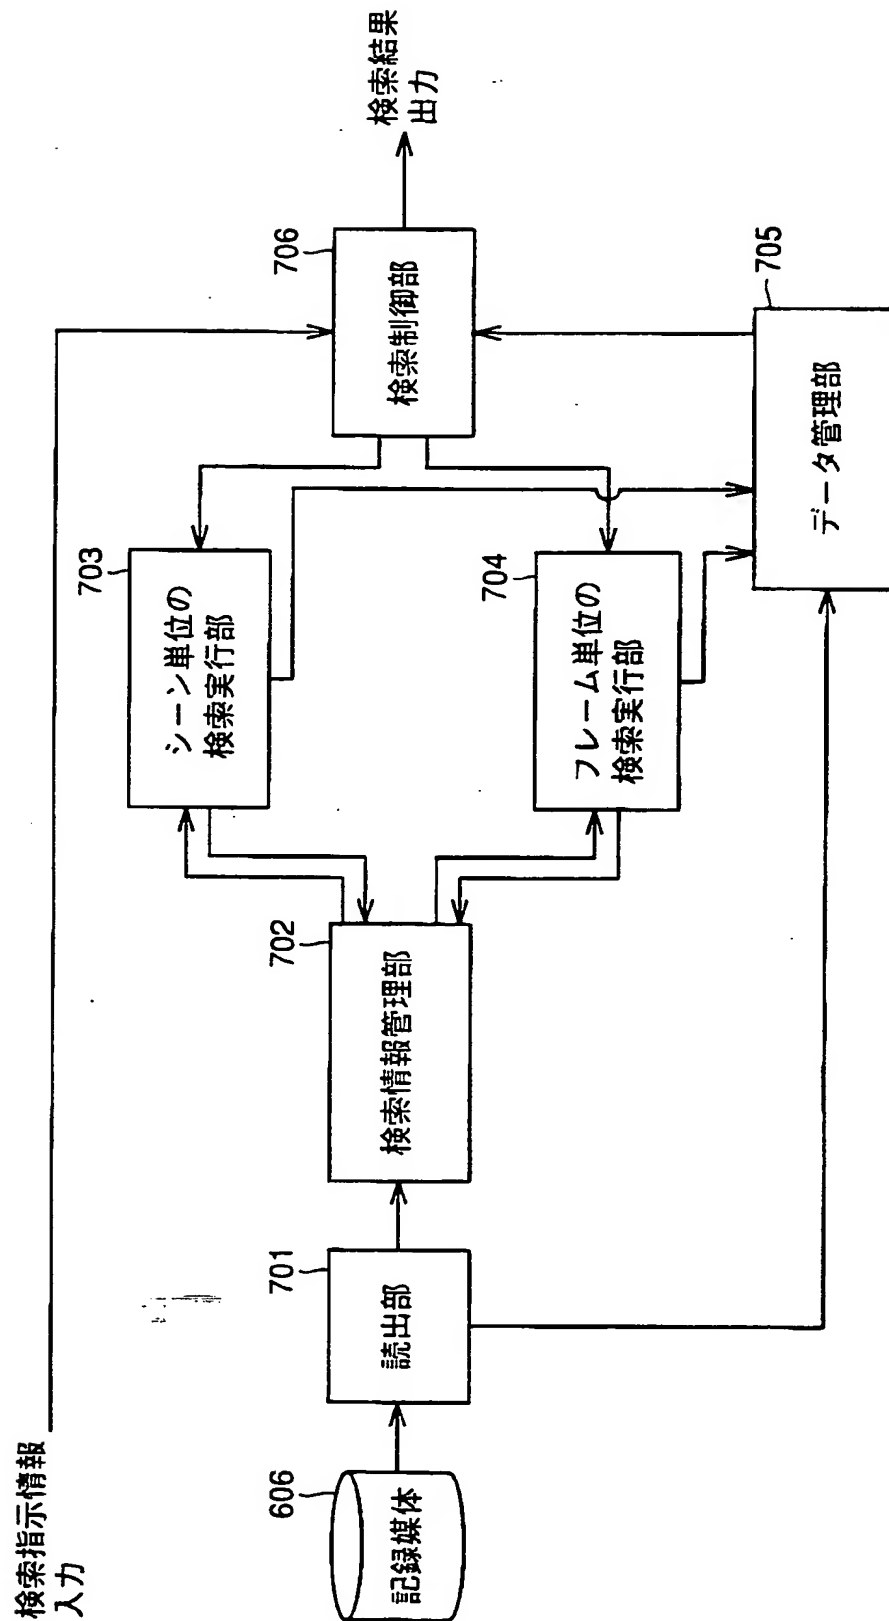 検索指示情報
入力
606
記録媒体
701
読出部
702
検索情報管理部
703
シーン単位の
検索実行部
704
フレーム単位の
検索実行部
705
データ管理部
706
検索制御部
検索結果
出力